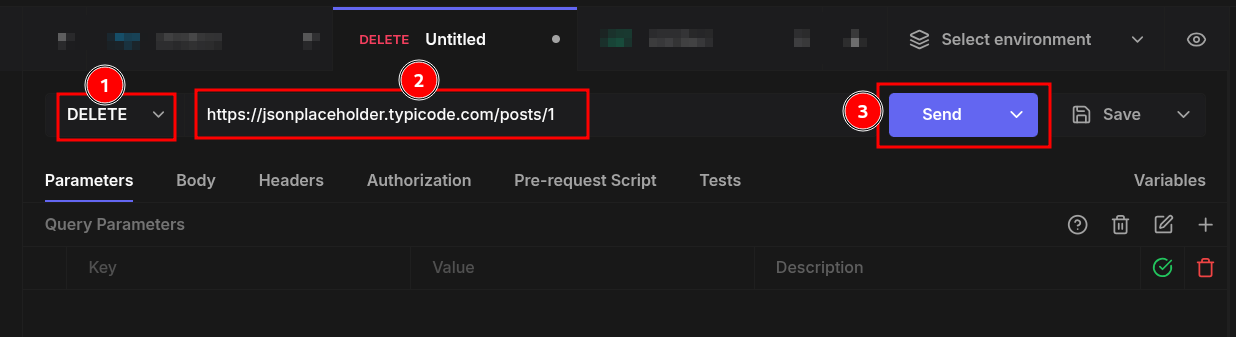 DELETE Untitled Select environment
1 2 3
DELETE https://jsonplaceholder.typicode.com/posts/1 Send Save
Parameters Body Headers Authorization Pre-request Script Tests Variables
Query Parameters
Key Value Description